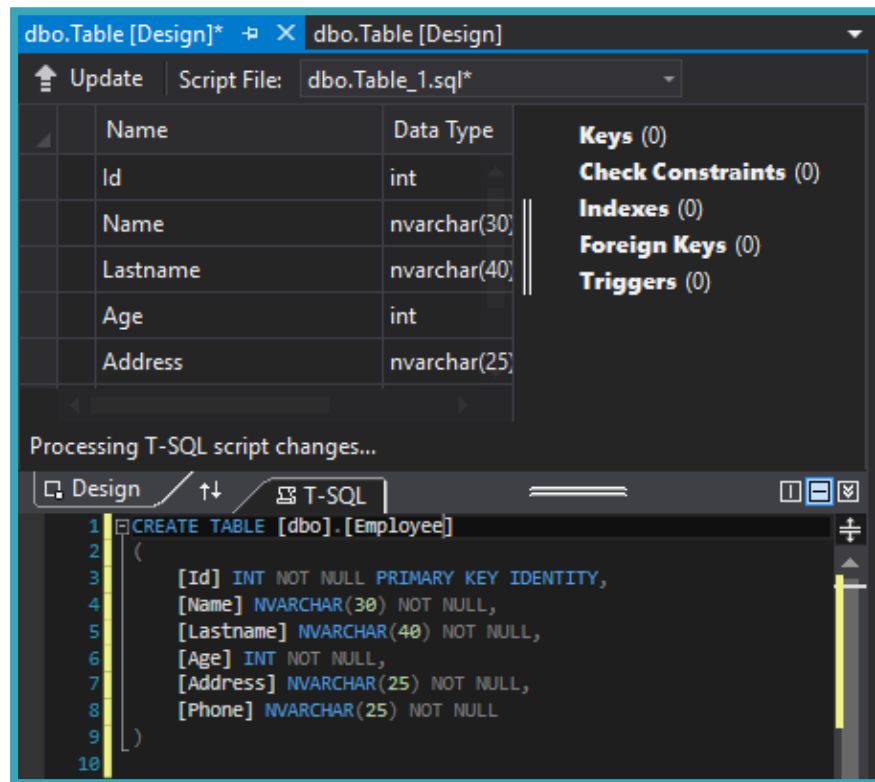 dbo.Table [Design]* dbo.Table [Design]
Update Script File: dbo.Table_1.sql*
Name Data Type
Id int
Name nvarchar(30)
Lastname nvarchar(40)
Age int
Address nvarchar(25)
Keys (0)
Check Constraints (0)
Indexes (0)
Foreign Keys (0)
Triggers (0)
Processing T-SQL script changes...
Design T-SQL
1 CREATE TABLE [dbo].[Employee]
2 (
3 [Id] INT NOT NULL PRIMARY KEY IDENTITY,
4 [Name] NVARCHAR(30) NOT NULL,
5 [Lastname] NVARCHAR(40) NOT NULL,
6 [Age] INT NOT NULL,
7 [Address] NVARCHAR(25) NOT NULL,
8 [Phone] NVARCHAR(25) NOT NULL
9 )
10